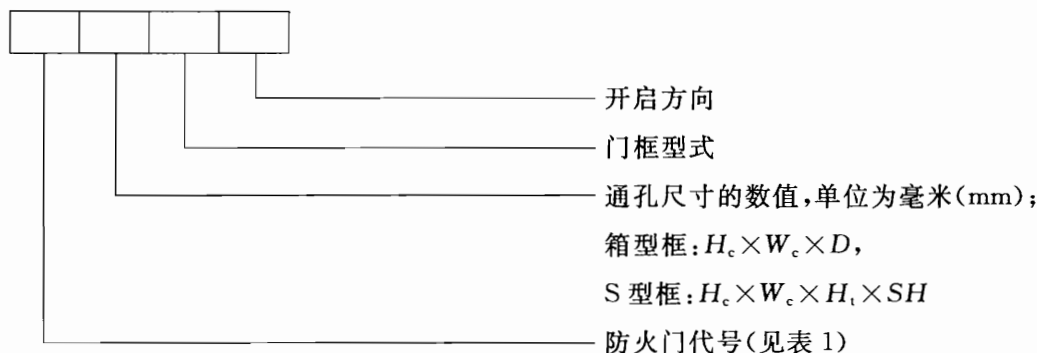 开启方向
门框型式
通孔尺寸的数值,单位为毫米(mm);
箱型框:Hc×Wc×D,
S型框:Hc×Wc×Ht×SH
防火门代号(见表1)